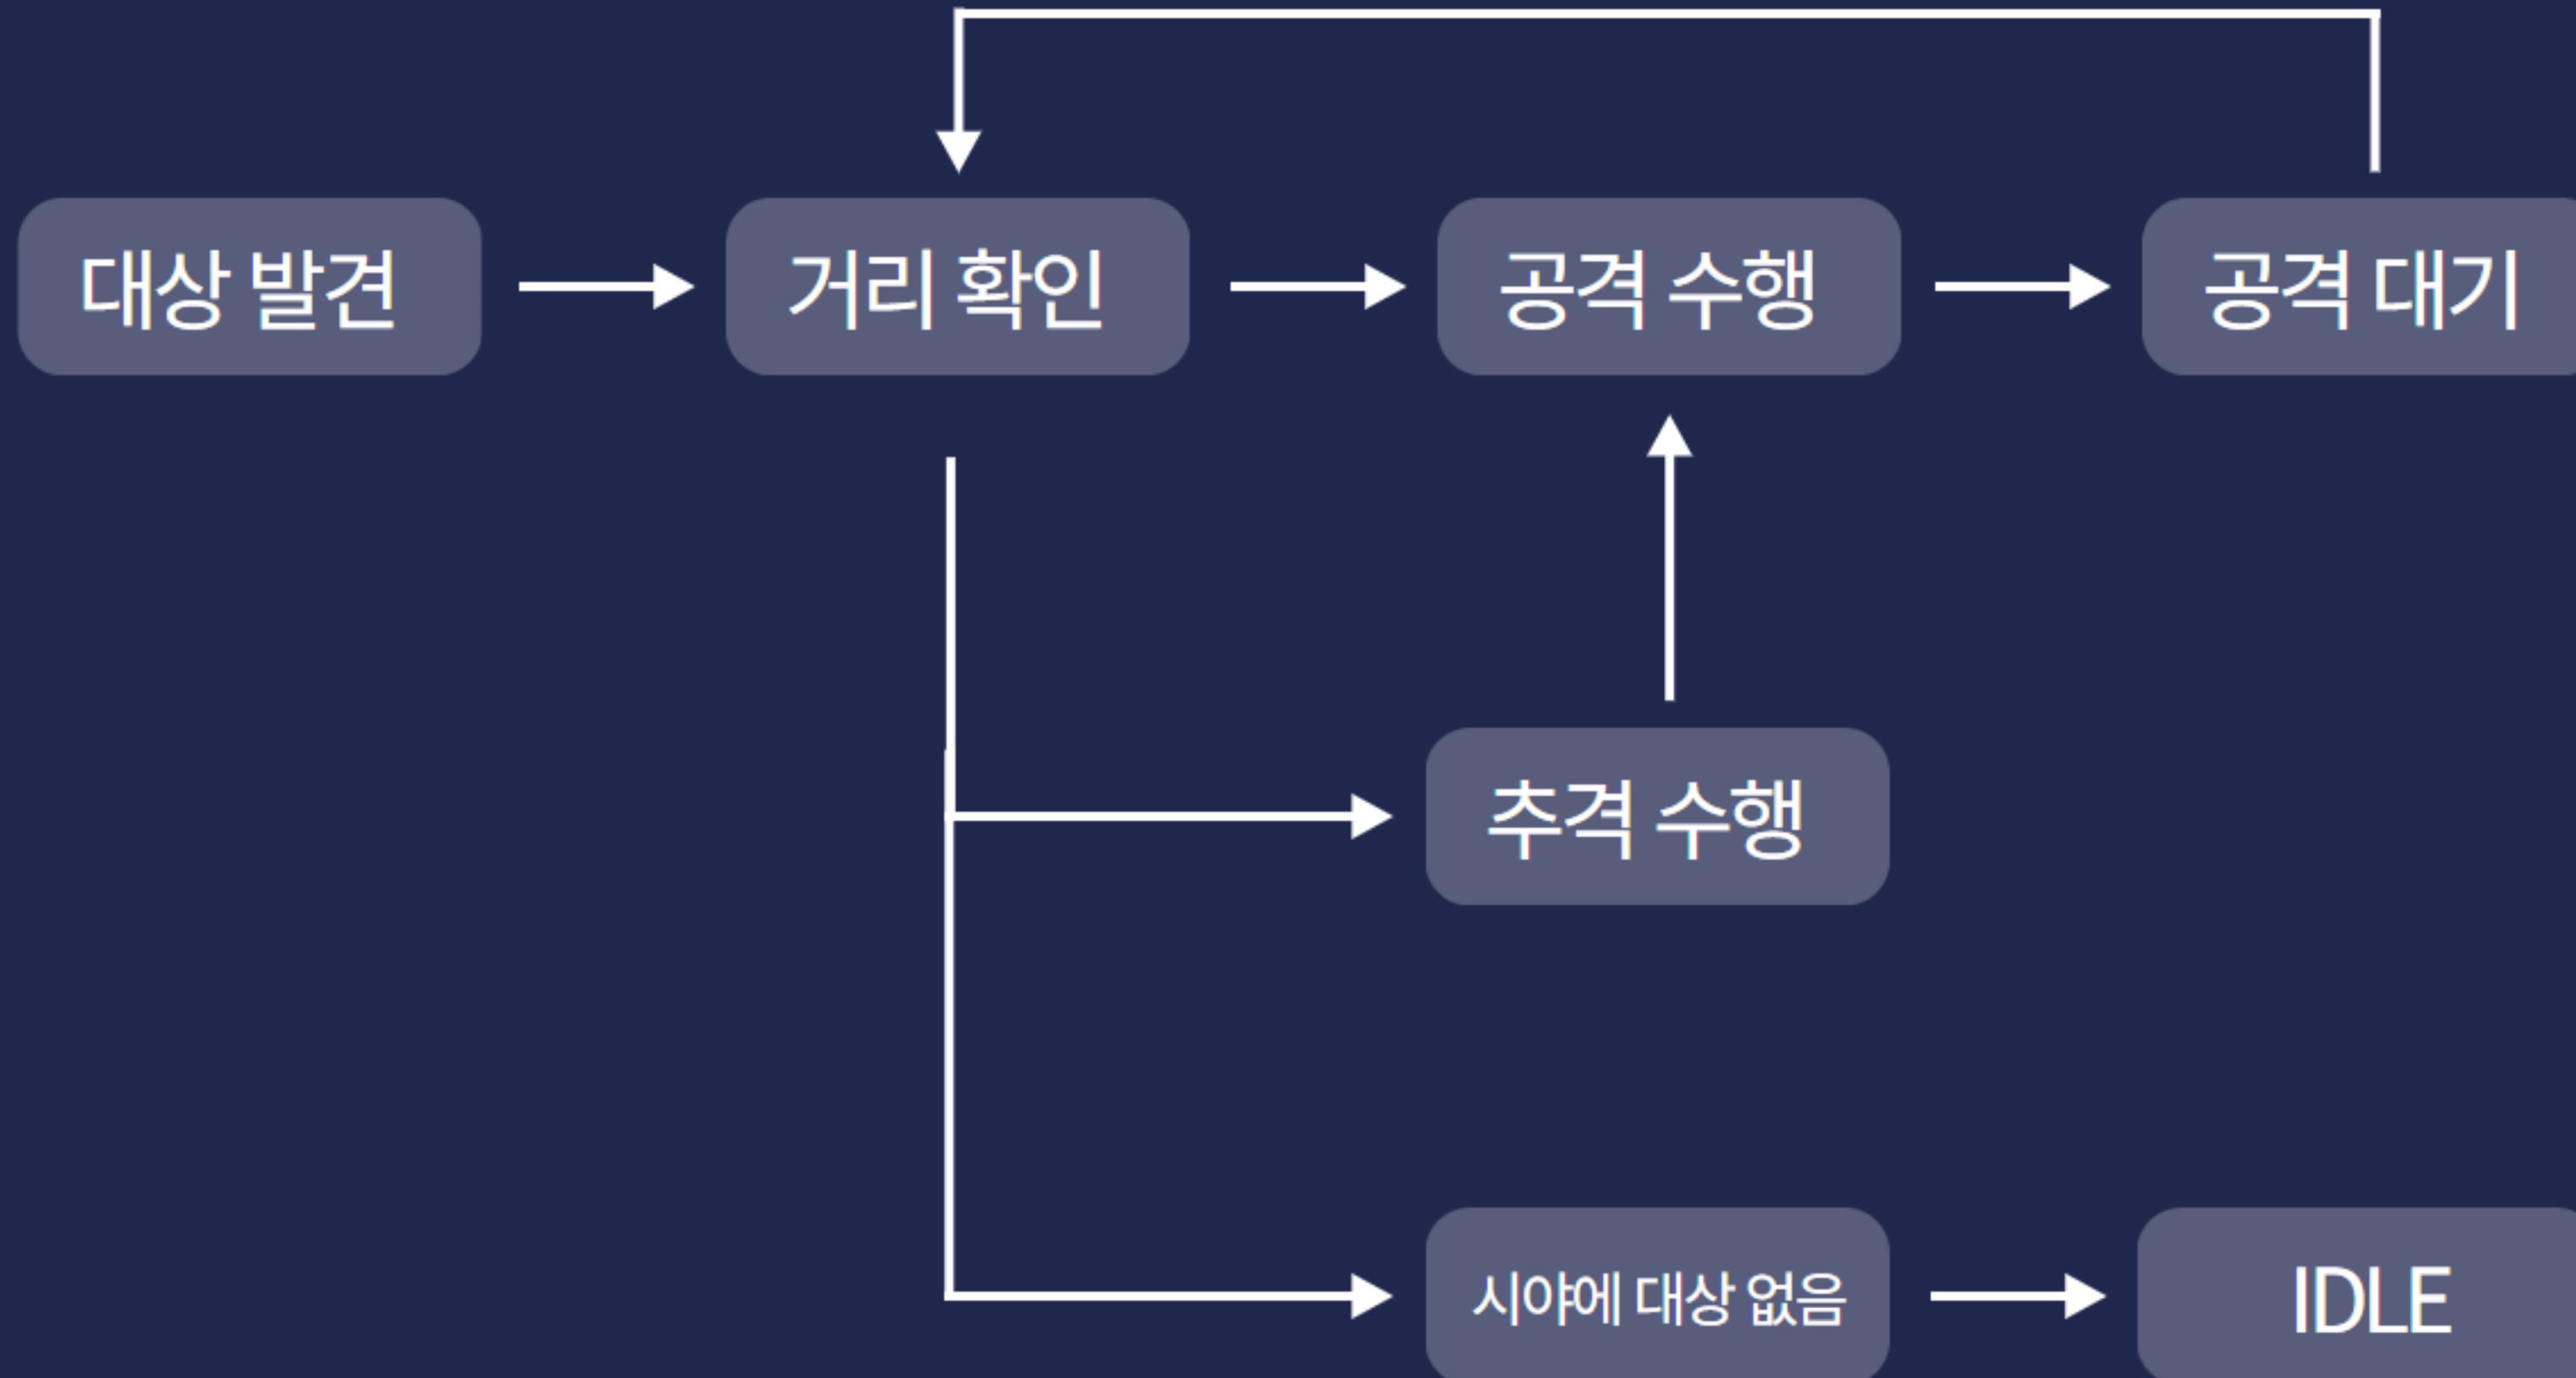 대상 발견
거리 확인
공격 수행
공격 대기
추격 수행
시야에 대상 없음
IDLE